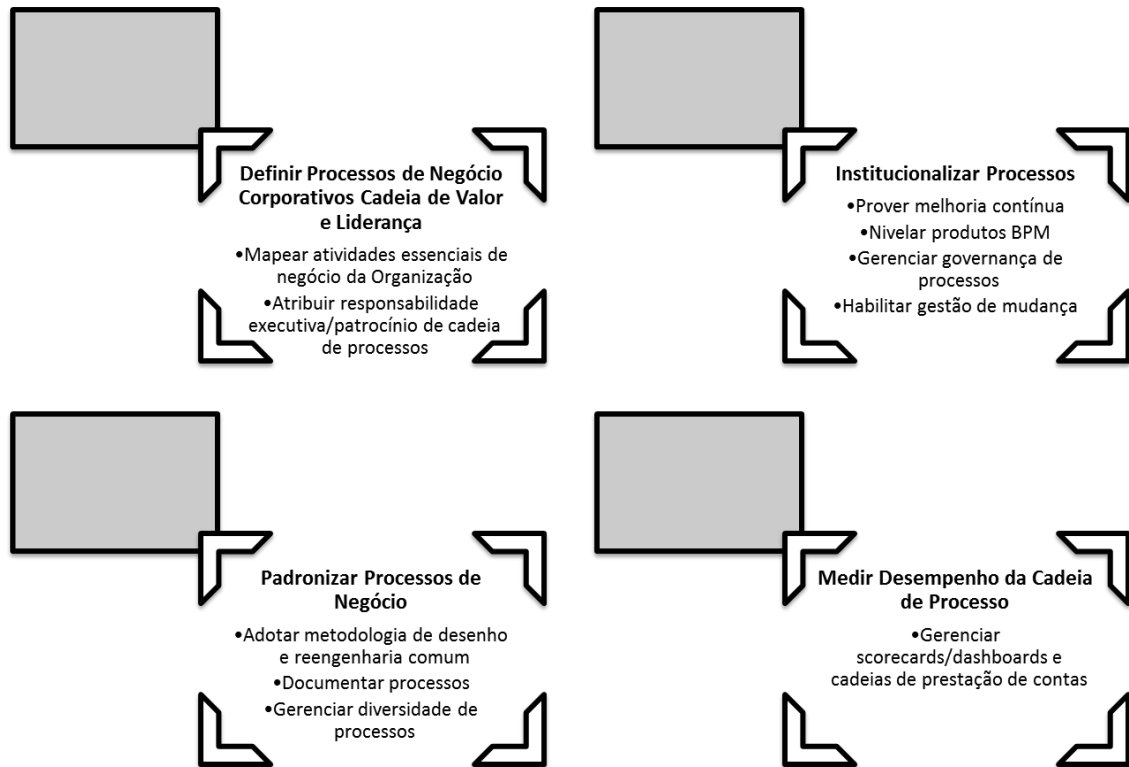 Definir Processos de Negócio
Corporativos Cadeia de Valor
e Liderança
•Mapear atividades essenciais de
negócio da Organização
•Atribuir responsabilidade
executiva/patrocínio de cadeia
de processos
Institucionalizar Processos
•Prover melhoria contínua
•Nivelar produtos BPM
•Gerenciar governança de
processos
•Habilitar gestão de mudança
Padronizar Processos de
Negócio
•Adotar metodologia de desenho
e reengenharia comum
•Documentar processos
•Gerenciar diversidade de
processos
Medir Desempenho da Cadeia
de Processo
•Gerenciar
scorecards/dashboards e
cadeias de prestação de contas